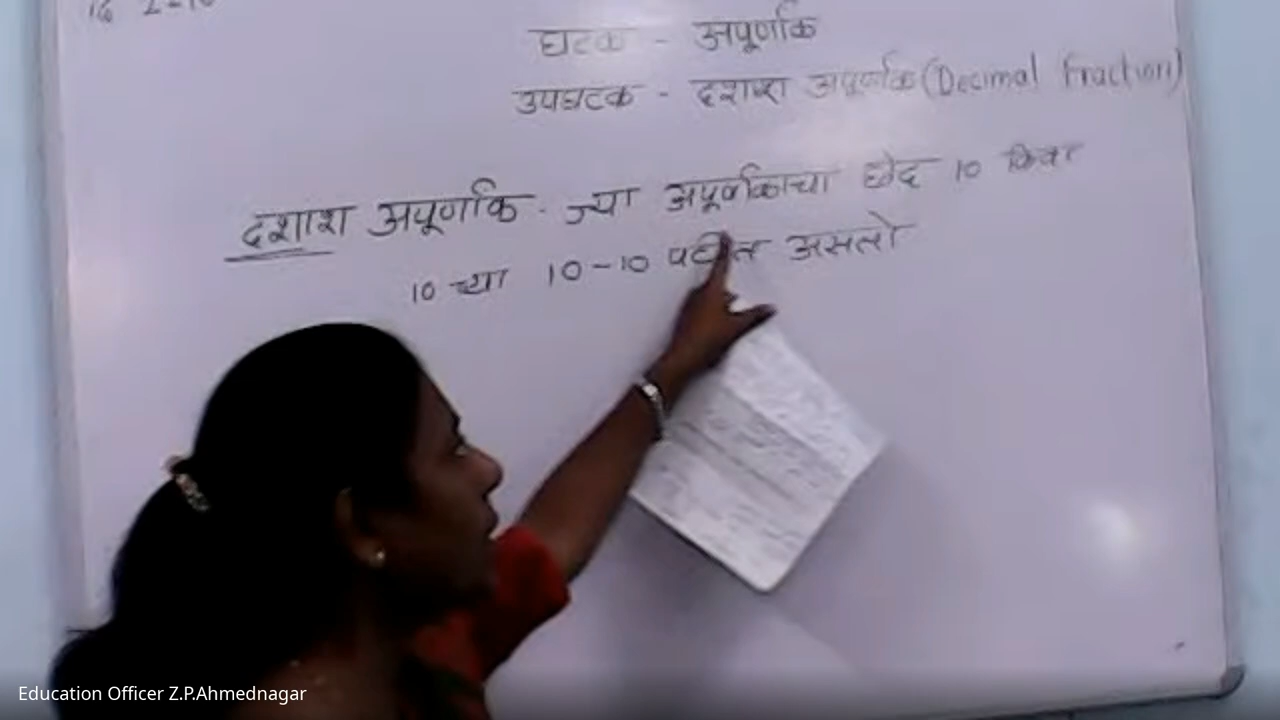 घटक - अपूर्णांक
उपघटक - दशांश अपूर्णांक (Decimal Fraction)
दशांश अपूर्णांक - ज्या अपूर्णांकाचा छेद 10 किंवा
10 च्या 10-10 पटीत असतो
Education Officer Z.P.Ahmednagar